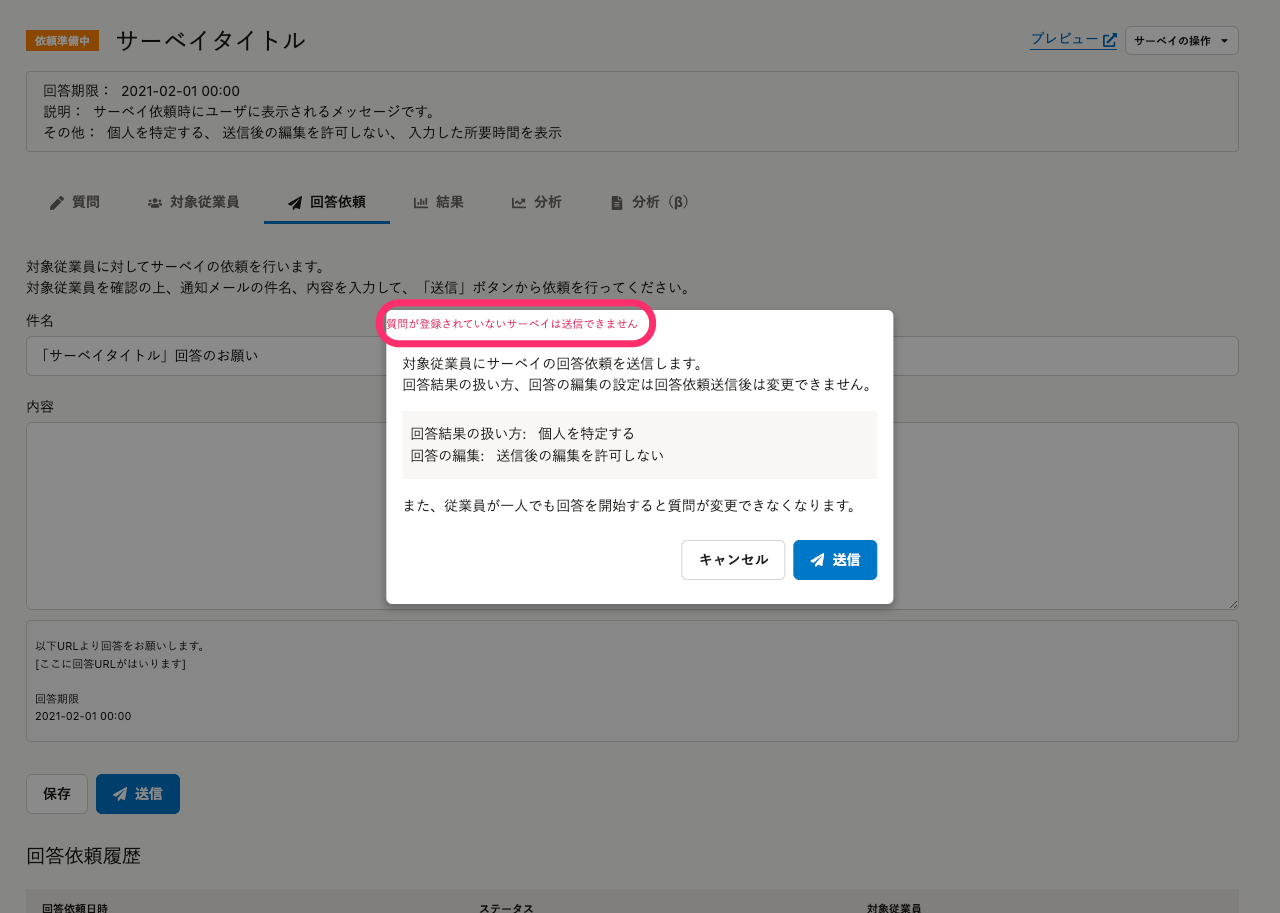 依頼準備中 サーベイタイトル
プレビュー サーベイの操作
回答期限： 2021-02-01 00:00
説明： サーベイ依頼時にユーザに表示されるメッセージです。
その他： 個人を特定する、 送信後の編集を許可しない、 入力した所要時間を表示
質問 対象従業員 回答依頼 結果 分析 分析（β）
対象従業員に対してサーベイの依頼を行います。
対象従業員を確認の上、通知メールの件名、内容を入力して、「送信」ボタンから依頼を行ってください。
件名
「サーベイタイトル」回答のお願い
内容
質問が登録されていないサーベイは送信できません
対象従業員にサーベイの回答依頼を送信します。
回答結果の扱い方、回答の編集の設定は回答依頼送信後は変更できません。
回答結果の扱い方: 個人を特定する
回答の編集: 送信後の編集を許可しない
また、従業員が一人でも回答を開始すると質問が変更できなくなります。
キャンセル 送信
以下URLより回答をお願いします。
[ここに回答URLがはいります]
回答期限
2021-02-01 00:00
保存 送信
回答依頼履歴
回答依頼日時 ステータス 対象従業員